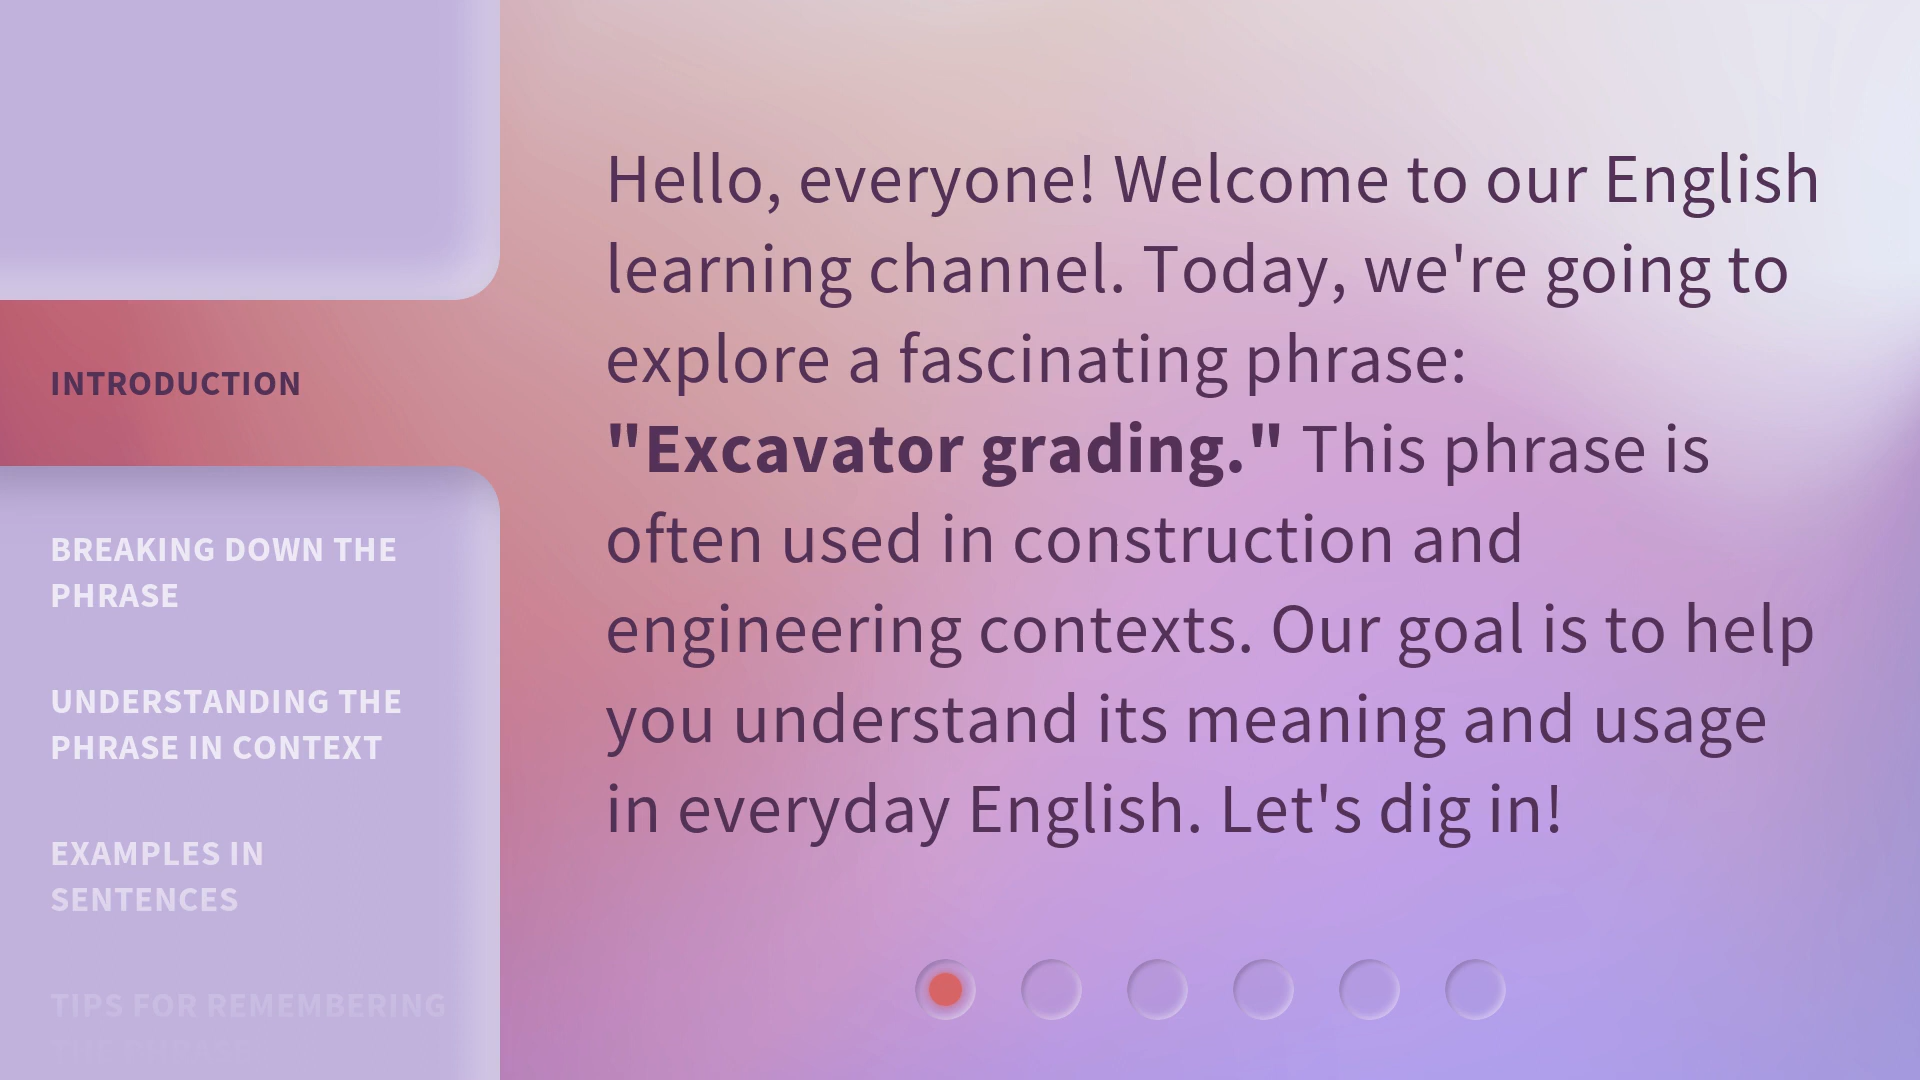 INTRODUCTION
BREAKING DOWN THE
PHRASE
UNDERSTANDING THE
PHRASE IN CONTEXT
EXAMPLES IN
SENTENCES
TIPS FOR REMEMBERING
THE PHRASE
Hello, everyone! Welcome to our English
learning channel. Today, we're going to
explore a fascinating phrase:
"Excavator grading." This phrase is
often used in construction and
engineering contexts. Our goal is to help
you understand its meaning and usage
in everyday English. Let's dig in!